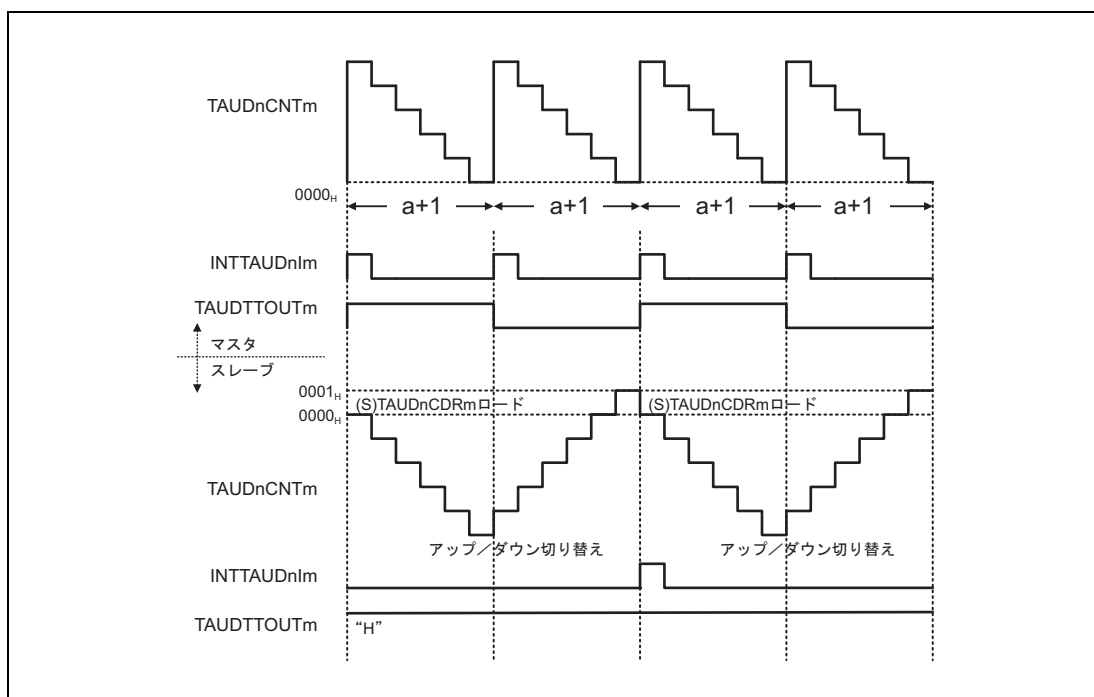 TAUDnCNTm
0000H
a+1 a+1 a+1 a+1
INTTAUDnIm
TAUDTTOUTm
マスタ
スレーブ
0001H
(S)TAUDnCDRmロード (S)TAUDnCDRmロード
0000H
TAUDnCNTm
アップ／ダウン切り替え アップ／ダウン切り替え
INTTAUDnIm
TAUDTTOUTm “H”